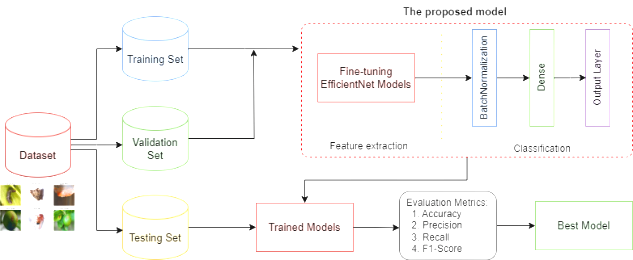 The proposed model
Training Set
Fine-tuning
EfficientNet Models
BatchNormalization
Dense
Output Layer
Dataset
Validation
Set
Feature extraction
Classification
Testing Set
Trained Models
Evaluation Metrics:
1. Accuracy
2 Precision
3. Recall
4. F1-Score
Best Model